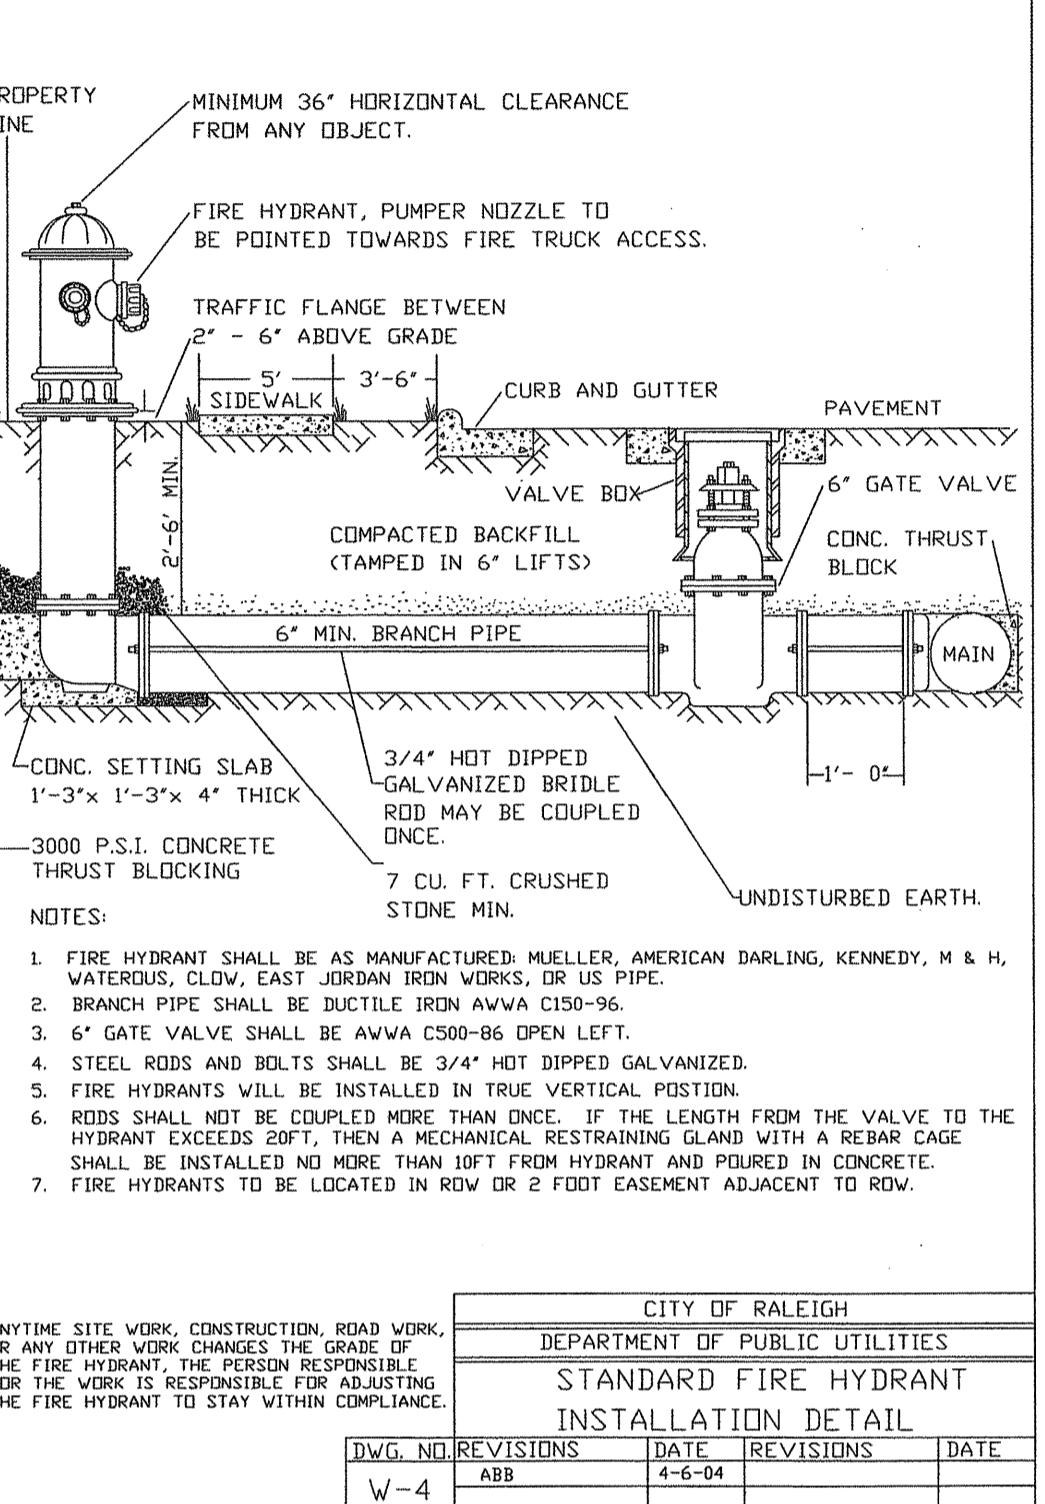 ROPERTY
INE
MINIMUM 36" HORIZONTAL CLEARANCE
FROM ANY OBJECT.
FIRE HYDRANT, PUMPER NOZZLE TO
BE POINTED TOWARDS FIRE TRUCK ACCESS.
TRAFFIC FLANGE BETWEEN
2" - 6" ABOVE GRADE
5'
3'-6"
SIDEWALK
CURB AND GUTTER
PAVEMENT
2'-6' MIN.
VALVE BOX
6" GATE VALVE
COMPACTED BACKFILL
(TAMPED IN 6" LIFTS)
CONC. THRUST
BLOCK
6" MIN. BRANCH PIPE
MAIN
CONC. SETTING SLAB
1'-3"x 1'-3"x 4" THICK
3/4" HOT DIPPED
GALVANIZED BRIDLE
ROD MAY BE COUPLED
ONCE.
1'- 0"
3000 P.S.I. CONCRETE
THRUST BLOCKING
7 CU. FT. CRUSHED
STONE MIN.
UNDISTURBED EARTH.
NOTES:
1. FIRE HYDRANT SHALL BE AS MANUFACTURED: MUELLER, AMERICAN DARLING, KENNEDY, M & H,
WATEROUS, CLOW, EAST JORDAN IRON WORKS, OR US PIPE.
2. BRANCH PIPE SHALL BE DUCTILE IRON AWWA C150-96.
3. 6" GATE VALVE SHALL BE AWWA C500-86 OPEN LEFT.
4. STEEL RODS AND BOLTS SHALL BE 3/4" HOT DIPPED GALVANIZED.
5. FIRE HYDRANTS WILL BE INSTALLED IN TRUE VERTICAL POSTION.
6. RODS SHALL NOT BE COUPLED MORE THAN ONCE. IF THE LENGTH FROM THE VALVE TO THE
HYDRANT EXCEEDS 20FT, THEN A MECHANICAL RESTRAINING GLAND WITH A REBAR CAGE
SHALL BE INSTALLED NO MORE THAN 10FT FROM HYDRANT AND POURED IN CONCRETE.
7. FIRE HYDRANTS TO BE LOCATED IN ROW OR 2 FOOT EASEMENT ADJACENT TO ROW.
NYTIME SITE WORK, CONSTRUCTION, ROAD WORK,
R ANY OTHER WORK CHANGES THE GRADE OF
HE FIRE HYDRANT, THE PERSON RESPONSIBLE
OR THE WORK IS RESPONSIBLE FOR ADJUSTING
HE FIRE HYDRANT TO STAY WITHIN COMPLIANCE.
CITY OF RALEIGH
DEPARTMENT OF PUBLIC UTILITIES
STANDARD FIRE HYDRANT
INSTALLATION DETAIL
DWG. NO. REVISIONS DATE REVISIONS DATE
W-4 ABB 4-6-04